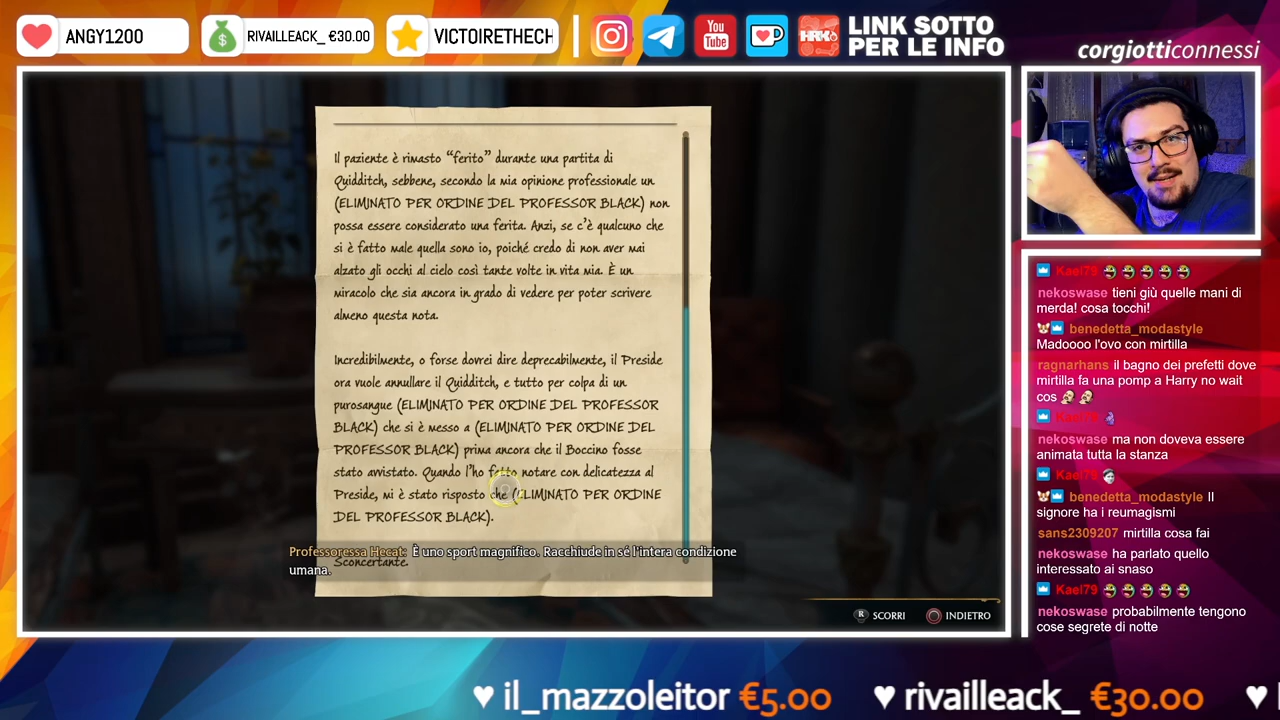 ANGY1200
RIVAILLEACK_ €30.00
VICTOIRETHECH
You
Tube
HRK
LINK SOTTO
PER LE INFO
corgiotticonnessi
Il paziente è rimasto “ferito” durante una partita di
Quidditch, sebbene, secondo la mia opinione professionale un
(ELIMINATO PER ORDINE DEL PROFESSOR BLACK) non
possa essere considerato una ferita. Anzi, se c’è qualcuno che
si è fatto male quella sono io, poiché credo di non aver mai
alzato gli occhi al cielo così tante volte in vita mia. È un
miracolo che sia ancora in grado di vedere per poter scrivere
almeno questa nota.
Incredibilmente, o forse dovrei dire deprecabilmente, il Preside
ora vuole annullare il Quidditch, e tutto per colpa di un
purosangue (ELIMINATO PER ORDINE DEL PROFESSOR
BLACK) che si è messo a (ELIMINATO PER ORDINE DEL
PROFESSOR BLACK) prima ancora che il Boccino fosse
stato avvistato. Quando l’ho fatto notare con delicatezza al
Preside, mi è stato risposto che (ELIMINATO PER ORDINE
DEL PROFESSOR BLACK).
Sconcertante.
Professoressa Hecat: È uno sport magnifico. Racchiude in sé l'intera condizione
umana.
R SCORRI
INDIETRO
Kael79
nekoswase tieni giù quelle mani di
merda! cosa tocchi!
benedetta_modastyle
Madoooo l'ovo con mirtilla
ragnarhans il bagno dei prefetti dove
mirtilla fa una pomp a Harry no wait
cos
Kael79
nekoswase ma non doveva essere
animata tutta la stanza
Kael79
benedetta_modastyle Il
signore ha i reumagismi
sans2309207 mirtilla cosa fai
nekoswase ha parlato quello
interessato ai snaso
Kael79
nekoswase probabilmente tengono
cose segrete di notte
♥ il_mazzoleitor €5.00 ♥ rivailleack_ €30.00 ♥